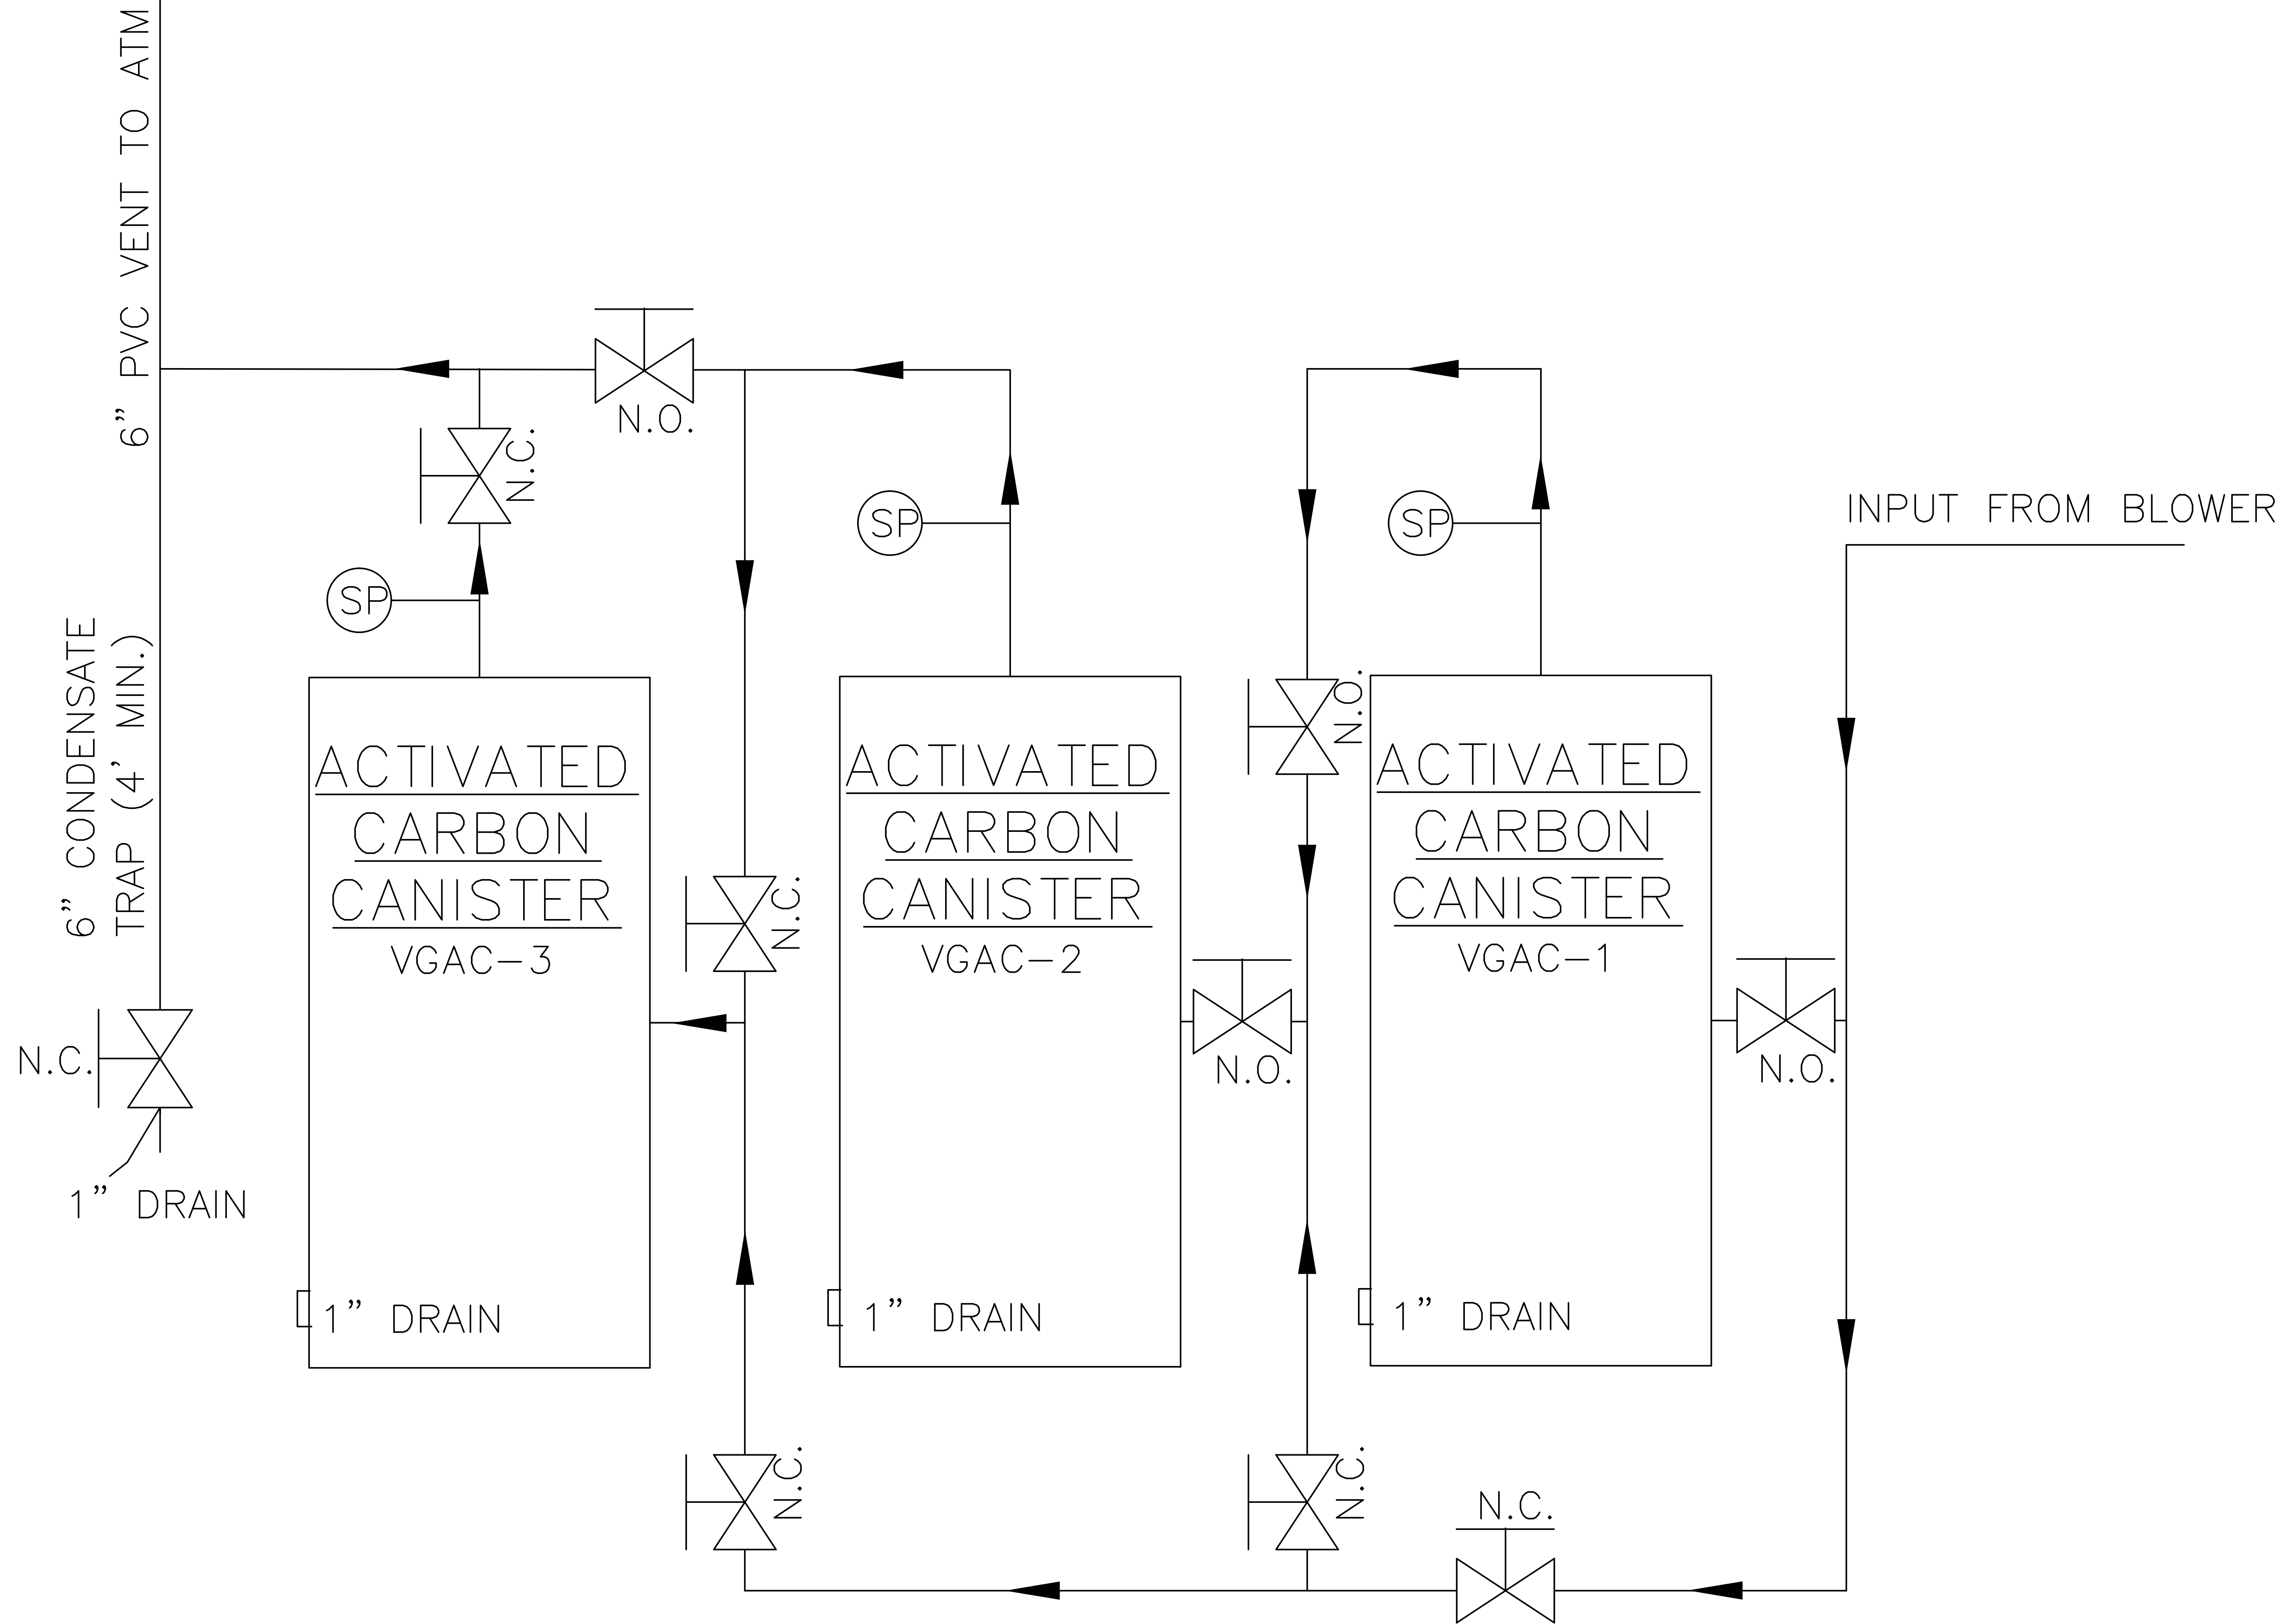 6” PVC VENT TO ATM
N.O.
N.C.
SP
SP
INPUT FROM BLOWER
SP
6” CONDENSATE
TRAP (4’ MIN.)
N.O.
ACTIVATED
CARBON
CANISTER
VGAC-3
ACTIVATED
CARBON
CANISTER
VGAC-2
ACTIVATED
CARBON
CANISTER
VGAC-1
N.C.
N.C.
N.O.
N.O.
1” DRAIN
1” DRAIN
1” DRAIN
1” DRAIN
N.C.
N.C.
N.C.